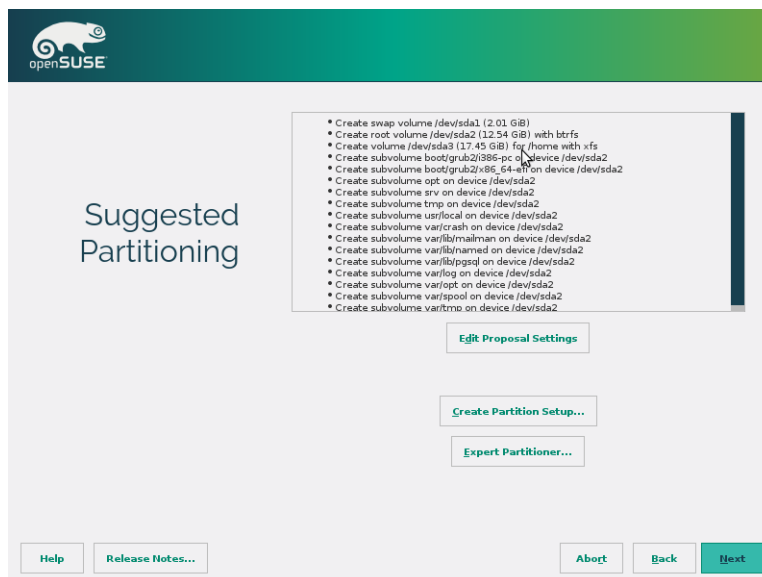 openSUSE
Suggested
Partitioning
• Create swap volume /dev/sda1 (2.01 GiB)
• Create root volume /dev/sda2 (12.54 GiB) with btrfs
• Create volume /dev/sda3 (17.45 GiB) for /home with xfs
• Create subvolume boot/grub2/i386-pc on device /dev/sda2
• Create subvolume boot/grub2/x86_64-efi on device /dev/sda2
• Create subvolume opt on device /dev/sda2
• Create subvolume srv on device /dev/sda2
• Create subvolume tmp on device /dev/sda2
• Create subvolume usr/local on device /dev/sda2
• Create subvolume var/crash on device /dev/sda2
• Create subvolume var/lib/mailman on device /dev/sda2
• Create subvolume var/lib/named on device /dev/sda2
• Create subvolume var/lib/pgsql on device /dev/sda2
• Create subvolume var/log on device /dev/sda2
• Create subvolume var/opt on device /dev/sda2
• Create subvolume var/spool on device /dev/sda2
• Create subvolume var/tmp on device /dev/sda2
Edit Proposal Settings
Create Partition Setup...
Expert Partitioner...
Help
Release Notes...
Abort
Back
Next